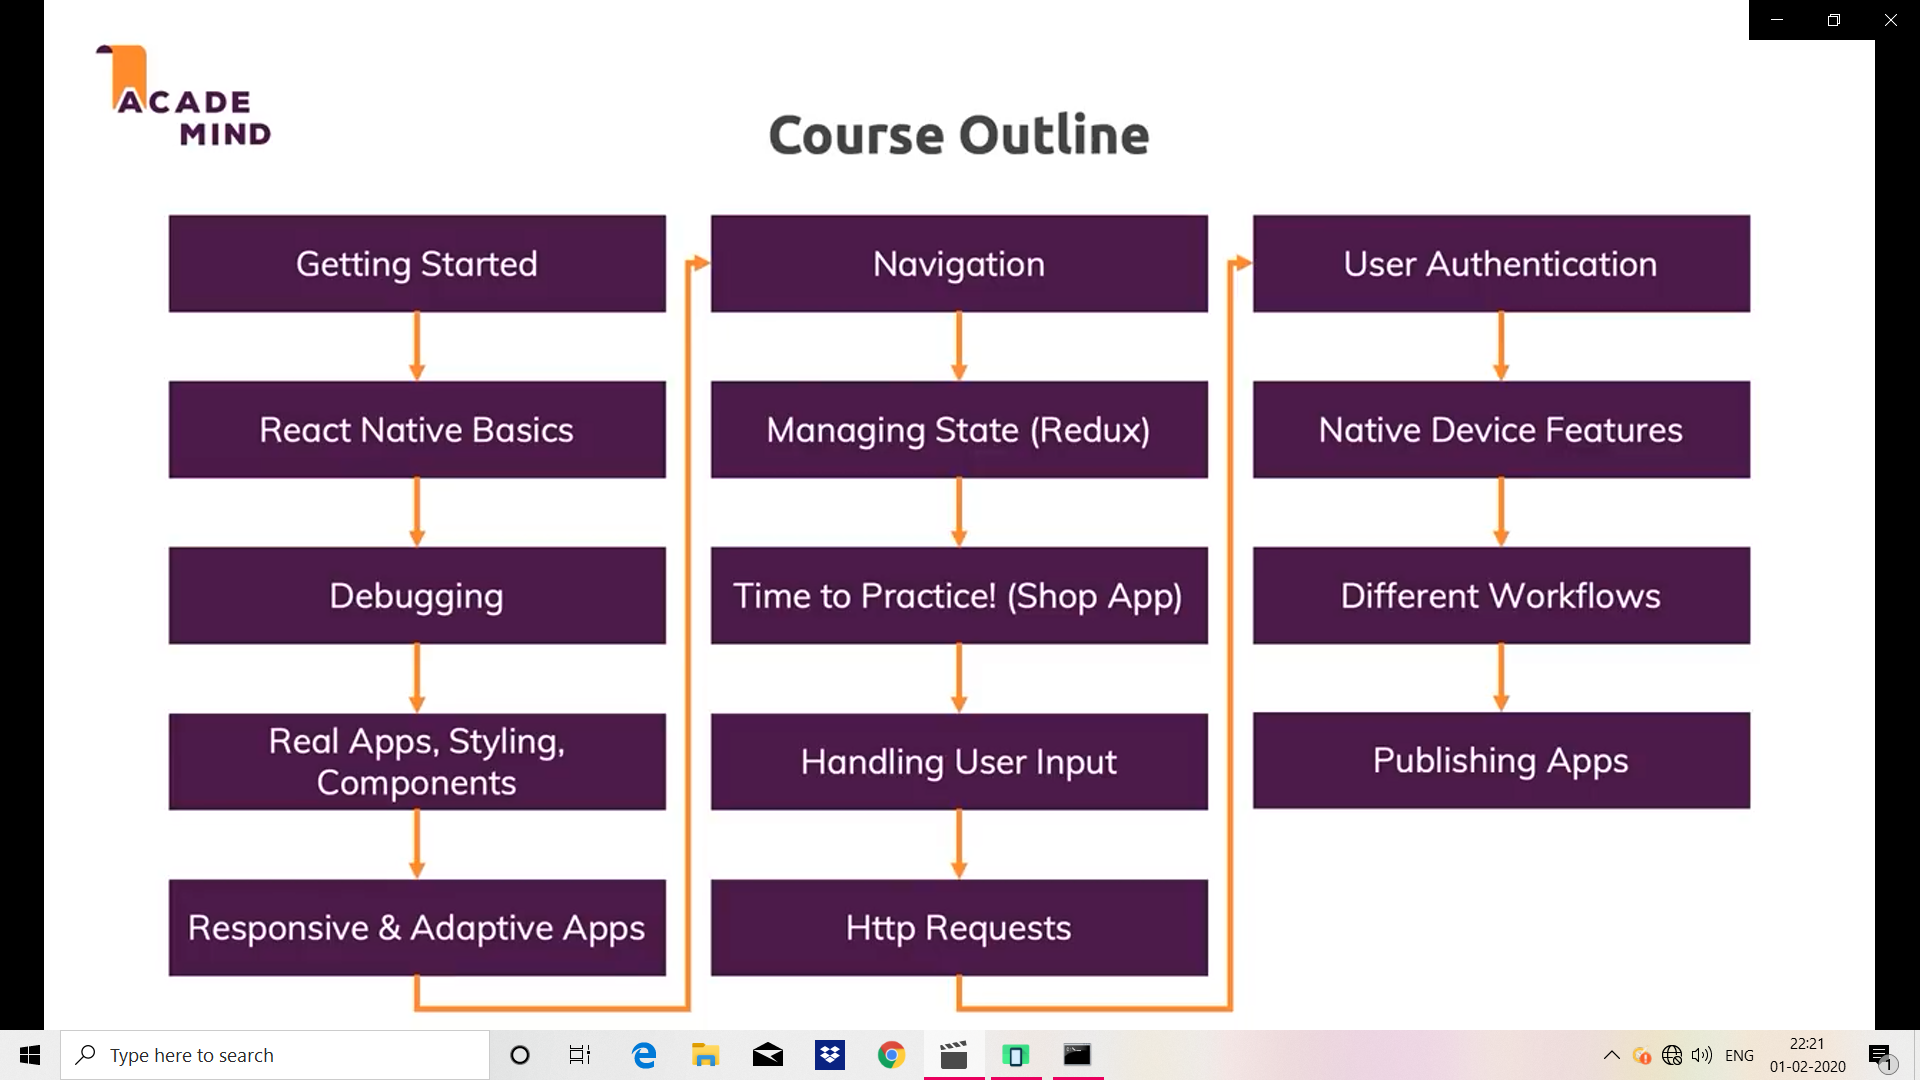 ACADE
MIND
Course Outline
Getting Started
React Native Basics
Debugging
Real Apps, Styling,
Components
Responsive & Adaptive Apps
Navigation
Managing State (Redux)
Time to Practice! (Shop App)
Handling User Input
Http Requests
User Authentication
Native Device Features
Different Workflows
Publishing Apps
Type here to search
ENG
22:21
01-02-2020
1